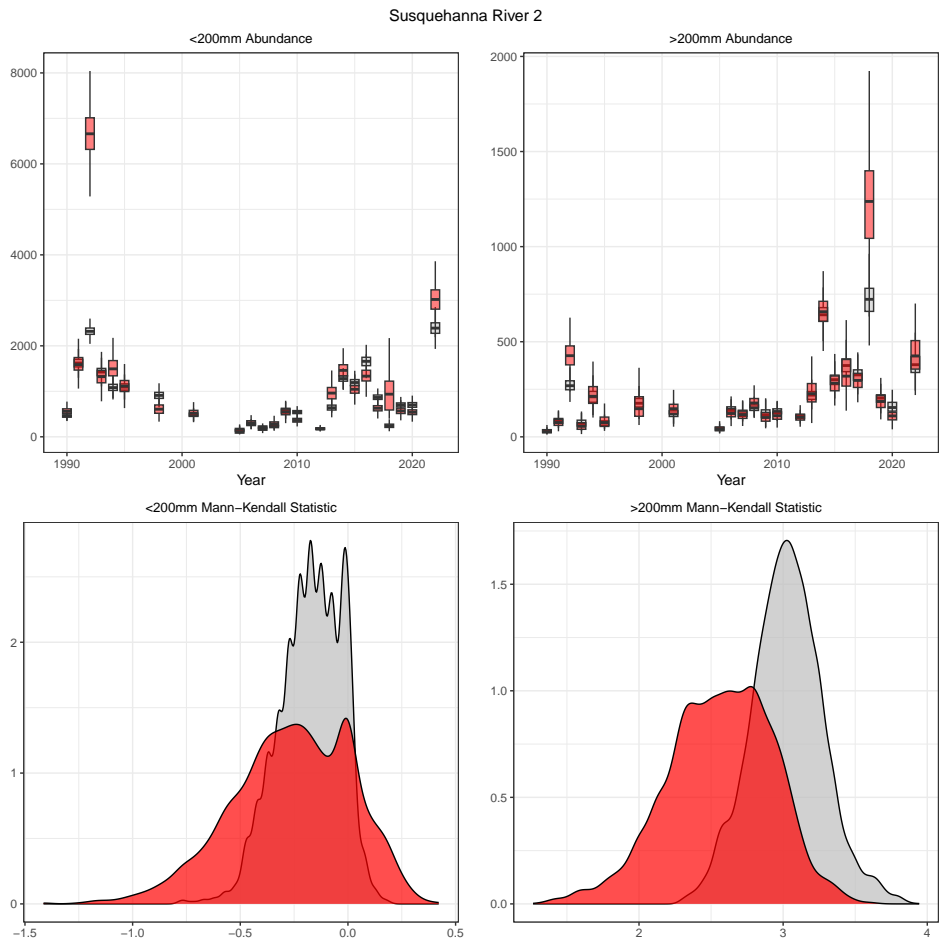 Susquehanna River 2
<200mm Abundance
>200mm Abundance
8000
6000
4000
2000
0
2000
1500
1000
500
0
1990 2000 2010 2020
1990 2000 2010 2020
Year
Year
<200mm Mann−Kendall Statistic
>200mm Mann−Kendall Statistic
2
1
0
1.5
1.0
0.5
0.0
−1.5 −1.0 −0.5 0.0 0.5
2 3 4